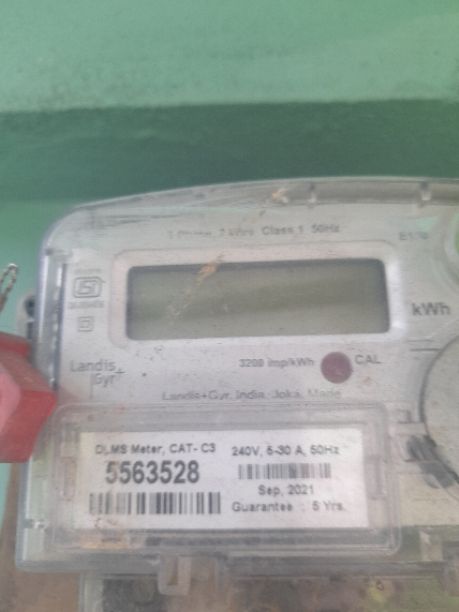 1 Phase, 2 Wire, Class 1 50Hz
ISI
kWh
Landis+
Gyr
3200 imp/kWh
CAL
Landis+Gyr, India, Joka, Made
DLMS Meter, CAT- C3
240V, 5-30 A, 50Hz
5563528
Sep, 2021
Guarantee : 5 Yrs.